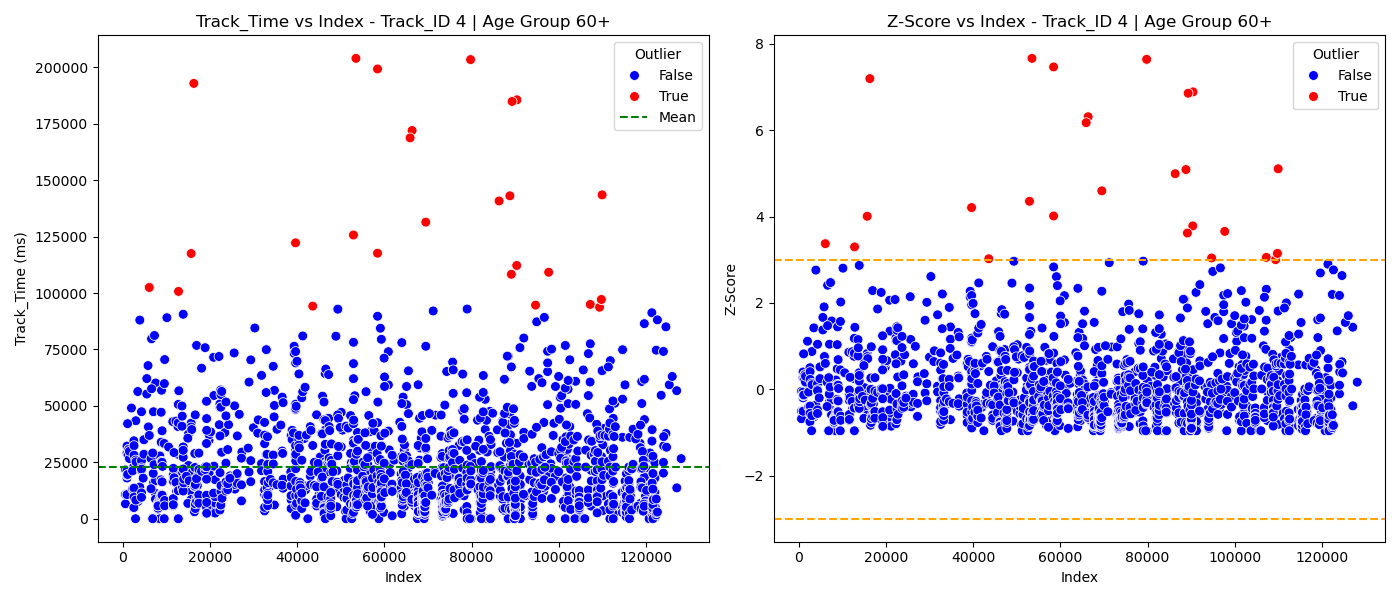 Track_Time vs Index - Track_ID 4 | Age Group 60+
Track_Time (ms)
200000
175000
150000
125000
100000
75000
50000
25000
0
0
20000
40000
60000
80000
100000
120000
Index
Outlier
False
True
Mean
Z-Score vs Index - Track_ID 4 | Age Group 60+
Z-Score
8
6
4
2
0
−2
0
20000
40000
60000
80000
100000
120000
Index
Outlier
False
True